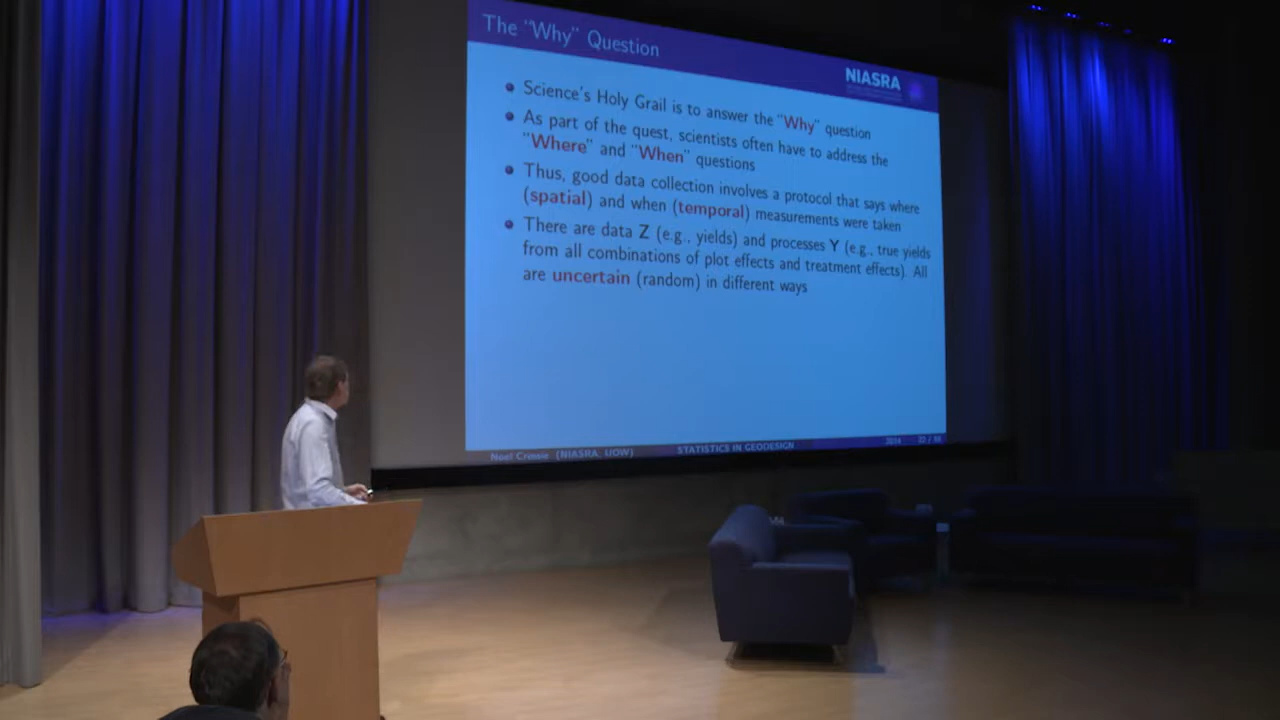 The "Why" Question
NIASRA
Science's Holy Grail is to answer the "Why" question
As part of the quest, scientists often have to address the
"Where" and "When" questions
Thus, good data collection involves a protocol that says where
(spatial) and when (temporal) measurements were taken
There are data Z (e.g., yields) and processes Y (e.g., true yields
from all combinations of plot effects and treatment effects). All
are uncertain (random) in different ways
Noel Cressie (NIASRA, UOW) STATISTICS IN GEODESIGN 2014